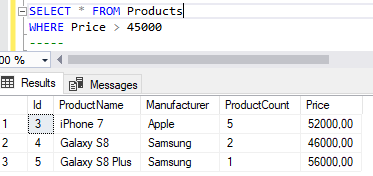 SELECT * FROM Products
WHERE Price > 45000
-----
00 %
Results Messages
Id ProductName Manufacturer ProductCount Price
1 3 iPhone 7 Apple 5 52000,00
2 4 Galaxy S8 Samsung 2 46000,00
3 5 Galaxy S8 Plus Samsung 1 56000,00